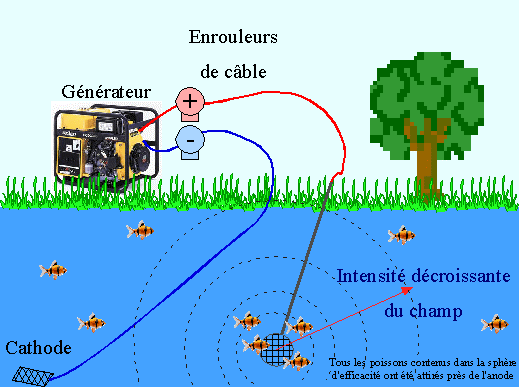 Enrouleurs
de câble
Générateur
+
-
Intensité décroissante
du champ
Cathode
Tous les poissons contenus dans la sphère
d'efficacité ont été attirés près de l'anode